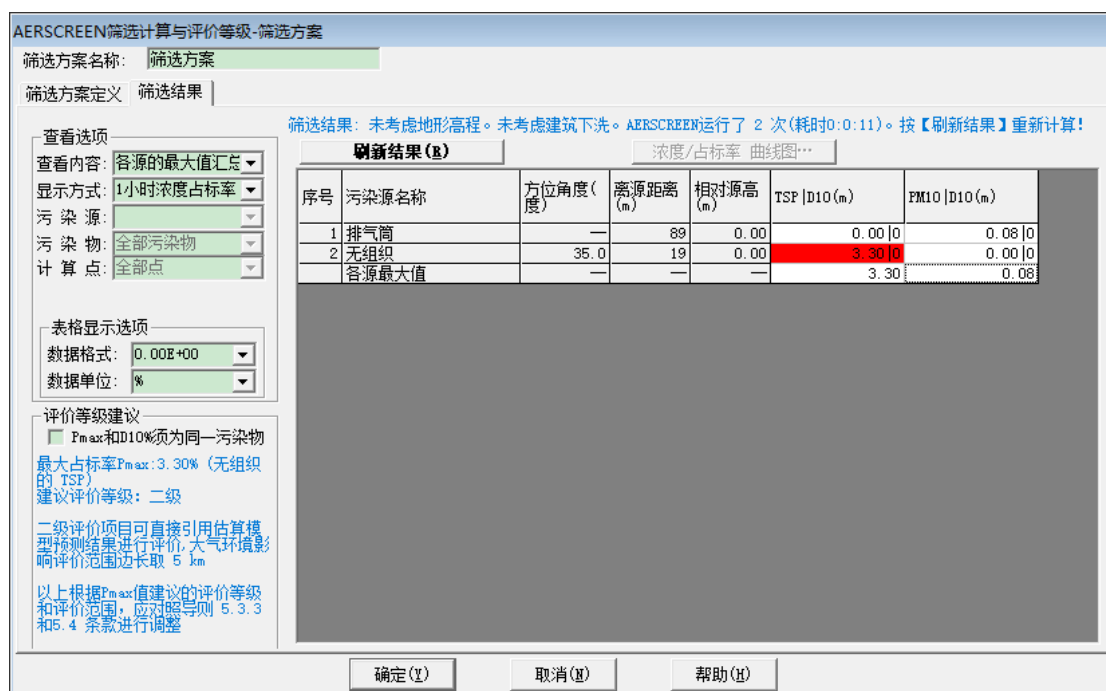 AERSCREEN筛选计算与评价等级-筛选方案
筛选方案名称: 筛选方案
筛选方案定义 筛选结果
筛选结果: 未考虑地形高程。未考虑建筑下洗。AERSCREEN运行了 2 次(耗时0:0:11)。按【刷新结果】重新计算!
查看选项
查看内容: 各源的最大值汇总
显示方式: 1小时浓度占标率
污 染 源:
污 染 物: 全部污染物
计 算 点: 全部点
表格显示选项
数据格式: 0.00E+00
数据单位: %
评价等级建议
Pmax和D10%须为同一污染物
最大占标率Pmax:3.30% (无组织
的 TSP)
建议评价等级: 二级
二级评价项目可直接引用估算模
型预测结果进行评价,大气环境影
响评价范围边长取 5 km
以上根据Pmax值建议的评价等级
和评价范围, 应对照导则 5.3.3
和5.4 条款进行调整
刷新结果(R) 浓度/占标率 曲线图…
序号 污染源名称 方位角度(度) 离源距离(m) 相对源高(m) TSP|D10(m) PM10|D10(m)
1 排气筒 — 89 0.00 0.00|0 0.08|0
2 无组织 35.0 19 0.00 3.30|0 0.00|0
各源最大值 — — — 3.30 0.08
确定(Y) 取消(N) 帮助(H)